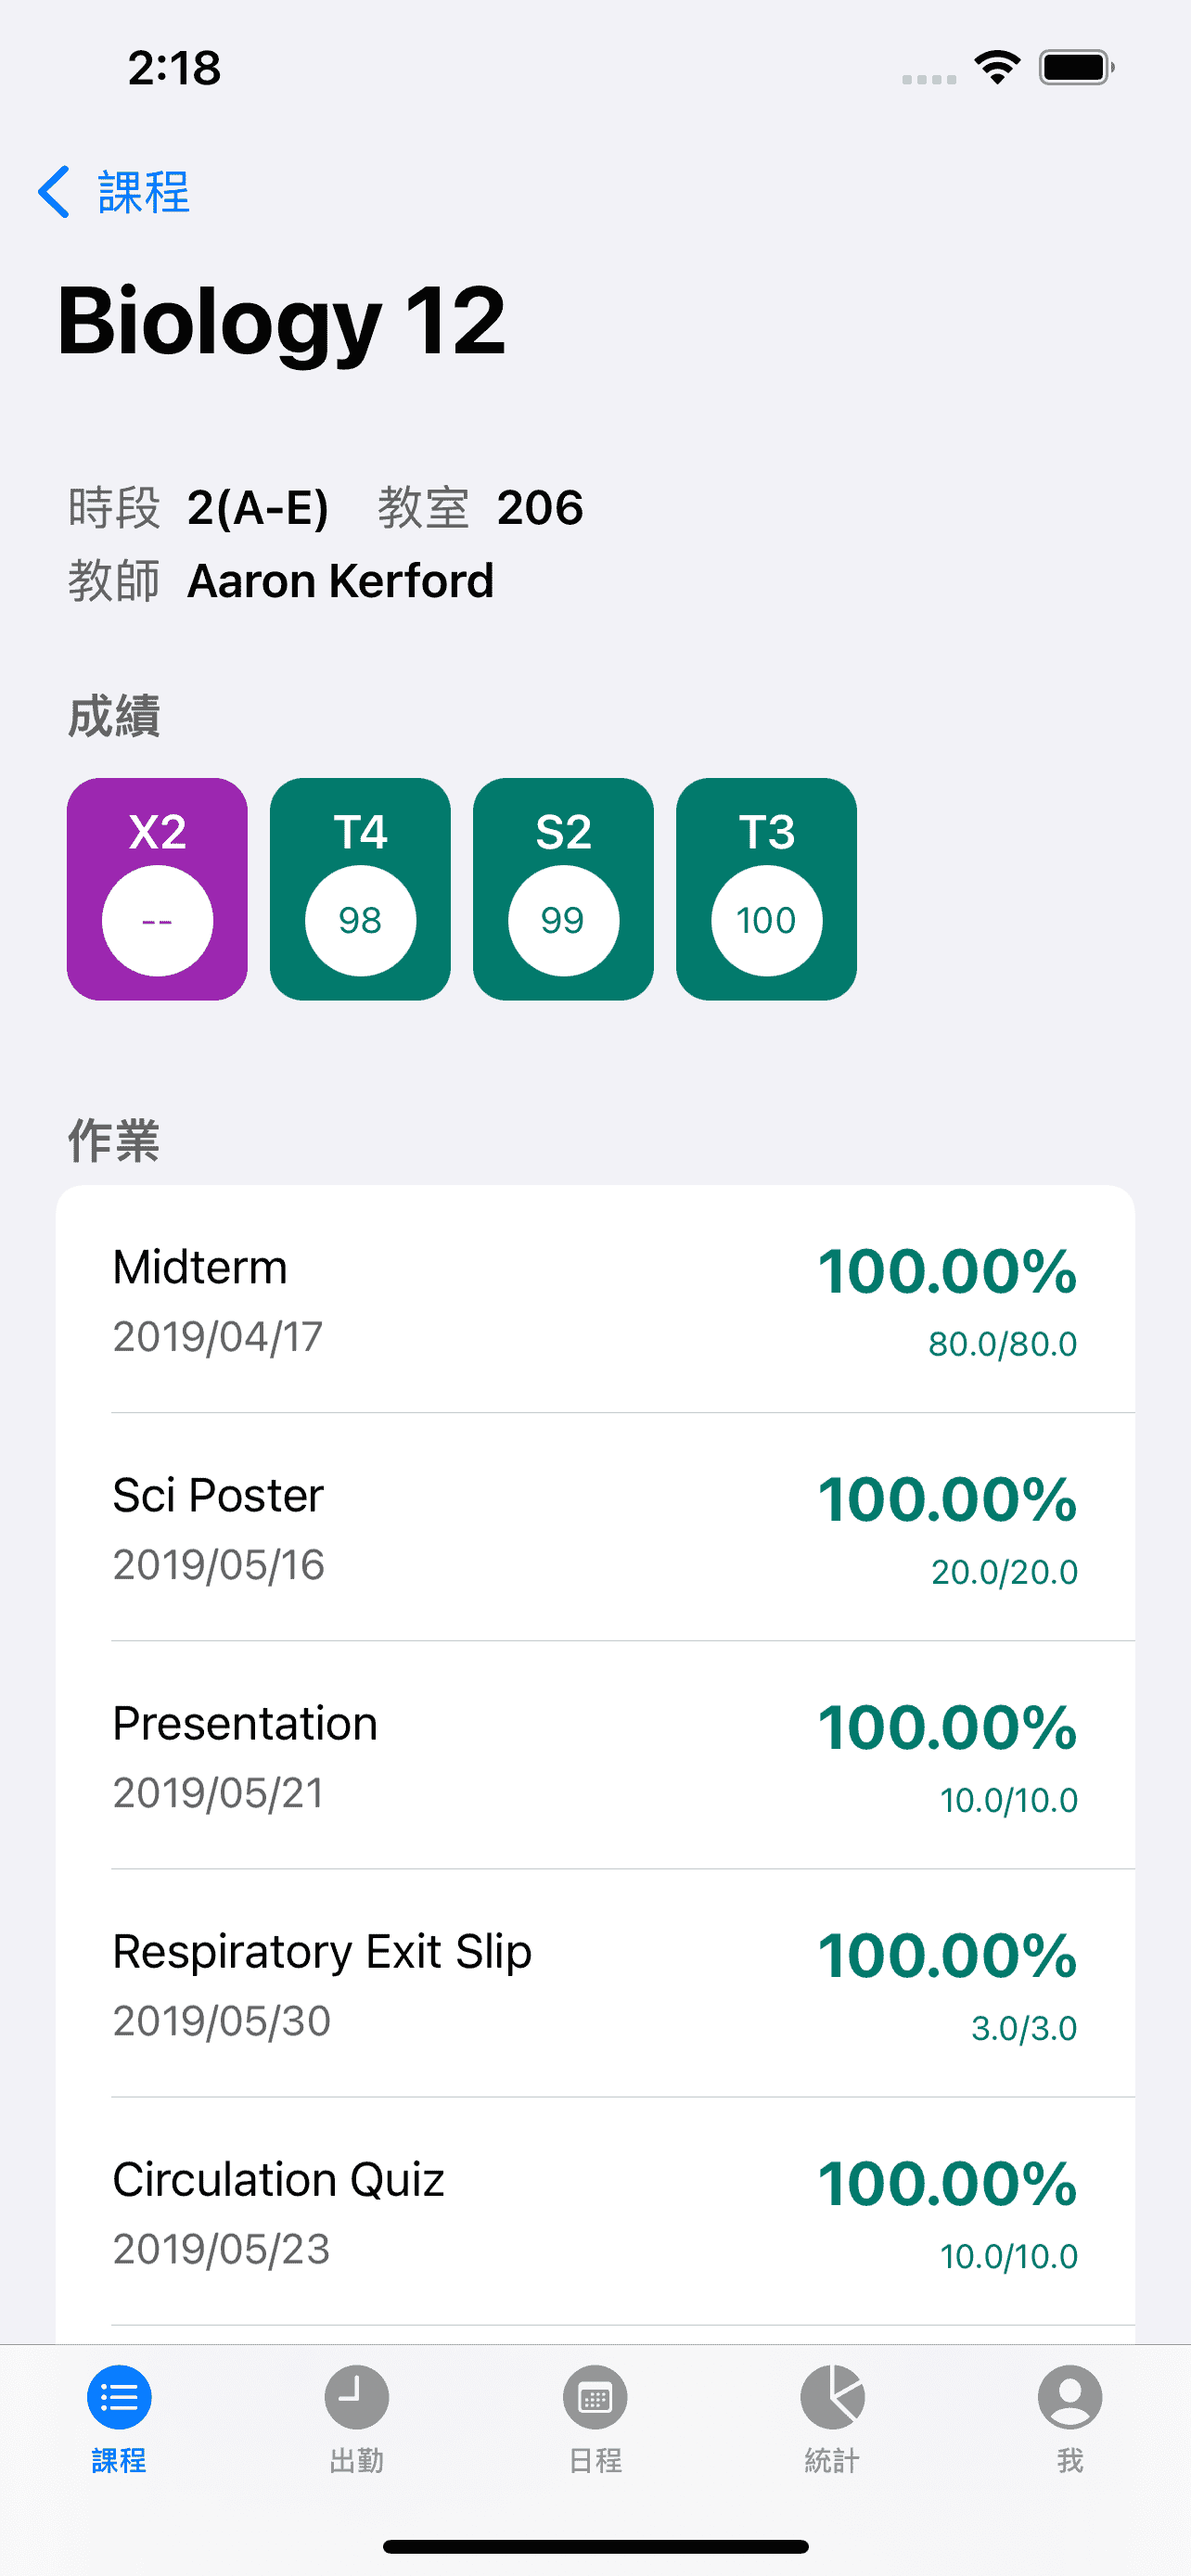 2:18
課程
Biology 12
時段 2(A-E) 教室 206
教師 Aaron Kerford
成績
X2 T4 S2 T3
-- 98 99 100
作業
Midterm 100.00%
2019/04/17 80.0/80.0
Sci Poster 100.00%
2019/05/16 20.0/20.0
Presentation 100.00%
2019/05/21 10.0/10.0
Respiratory Exit Slip 100.00%
2019/05/30 3.0/3.0
Circulation Quiz 100.00%
2019/05/23 10.0/10.0
課程 出勤 日程 統計 我